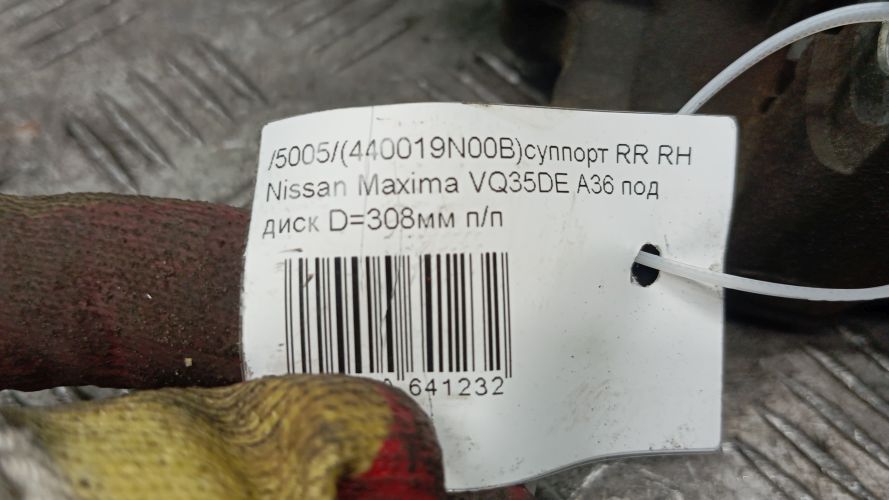 /5005/(440019N00B)суппорт RR RH
Nissan Maxima VQ35DE A36 под
диск D=308мм п/п
641232